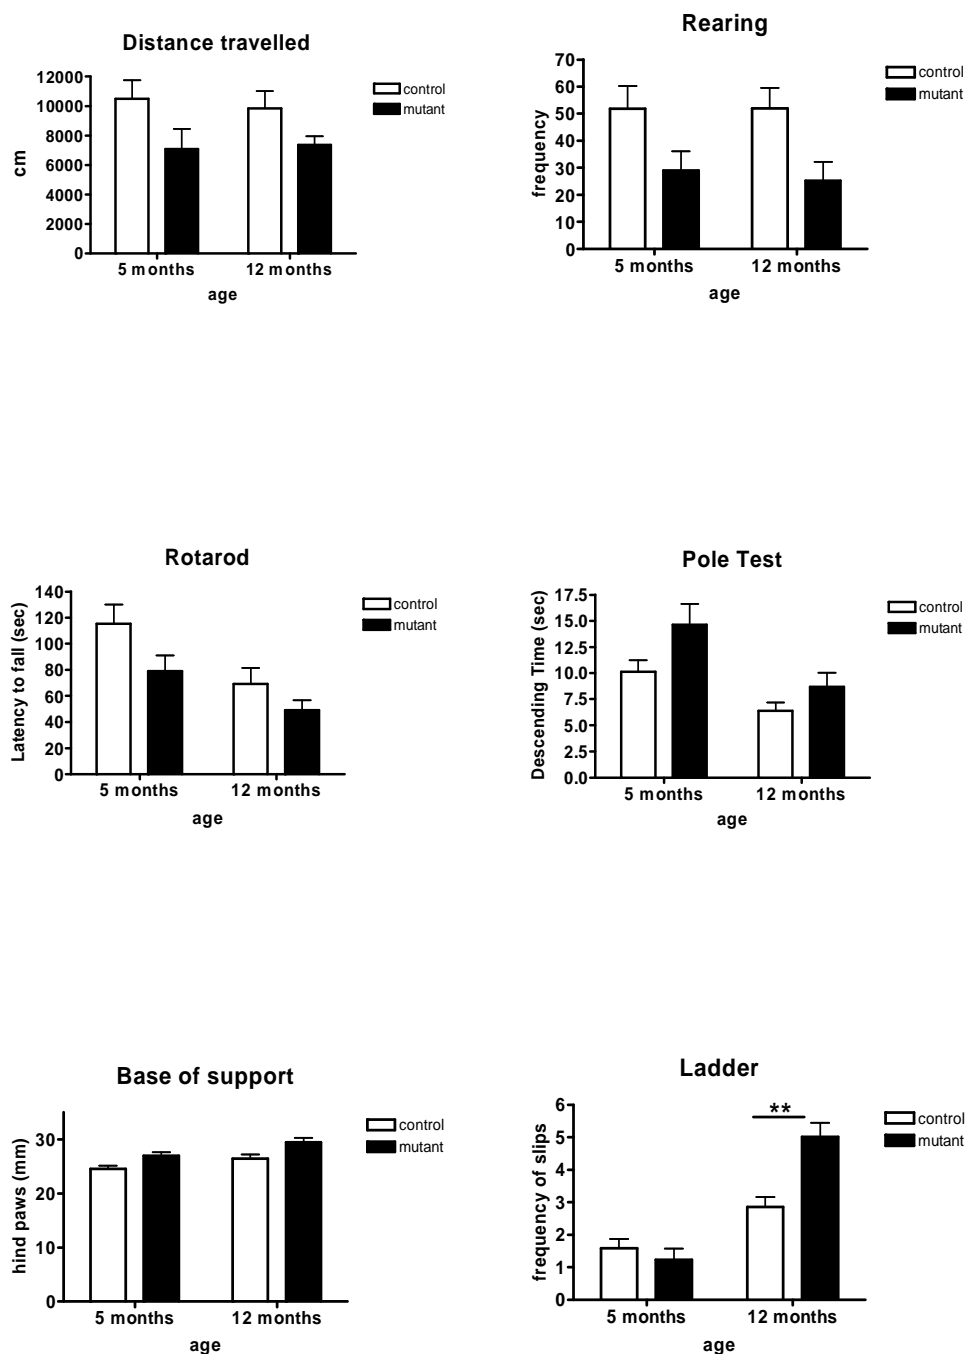 Distance travelled
12000
10000
8000
6000
4000
2000
0
cm
5 months 12 months
age
control
mutant
Rearing
70
60
50
40
30
20
10
0
frequency
5 months 12 months
age
control
mutant
Rotarod
140
120
100
80
60
40
20
0
Latency to fall (sec)
5 months 12 months
age
control
mutant
Pole Test
17.5
15.0
12.5
10.0
7.5
5.0
2.5
0.0
Descending Time (sec)
5 months 12 months
age
control
mutant
Base of support
30
20
10
0
hind paws (mm)
5 months 12 months
age
control
mutant
Ladder
6
5
4
3
2
1
0
frequency of slips
**
5 months 12 months
age
control
mutant